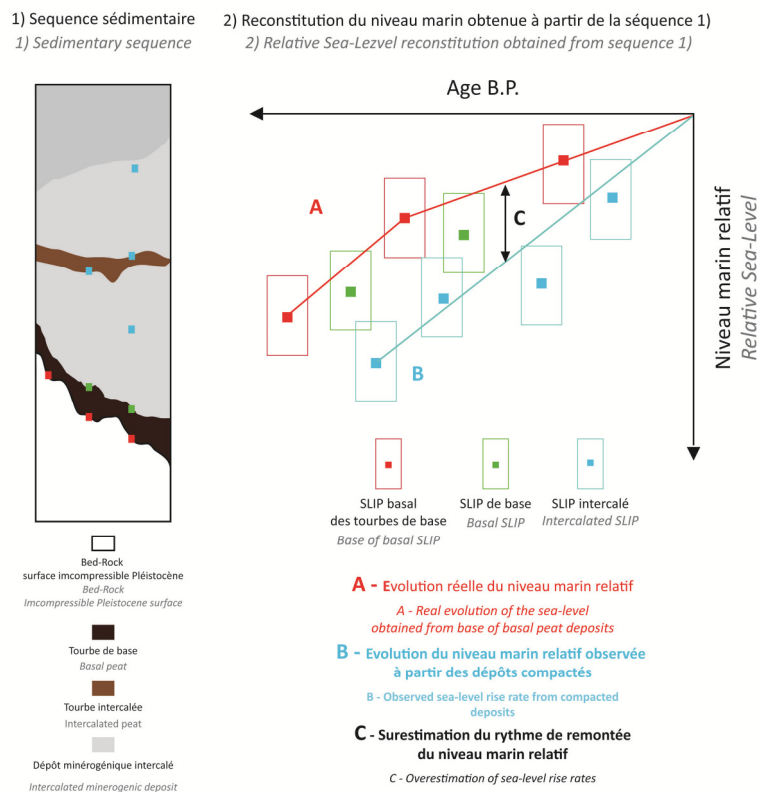 1) Sequence sédimentaire
1) Sedimentary sequence
2) Reconstitution du niveau marin obtenue à partir de la séquence 1)
2) Relative Sea-Lezvel reconstitution obtained from sequence 1)
Age B.P.
A
C
B
Niveau marin relatif
Relative Sea-Level
SLIP basal
des tourbes de base
Base of basal SLIP
SLIP de base
Basal SLIP
SLIP intercalé
Intercalated SLIP
Bed-Rock
surface imcompressible Pléistocène
Bed-Rock
Imcompressible Pleistocene surface
Tourbe de base
Basal peat
Tourbe intercalée
Intercalated peat
Dépôt minérogénique intercalé
Intercalated minerogenic deposit
A - Evolution réelle du niveau marin relatif
A - Real evolution of the sea-level
obtained from base of basal peat deposits
B - Evolution du niveau marin relatif observée
à partir des dépôts compactés
B - Observed sea-level rise rate from compacted
deposits
C - Surestimation du rythme de remontée
du niveau marin relatif
C - Overestimation of sea-level rise rates